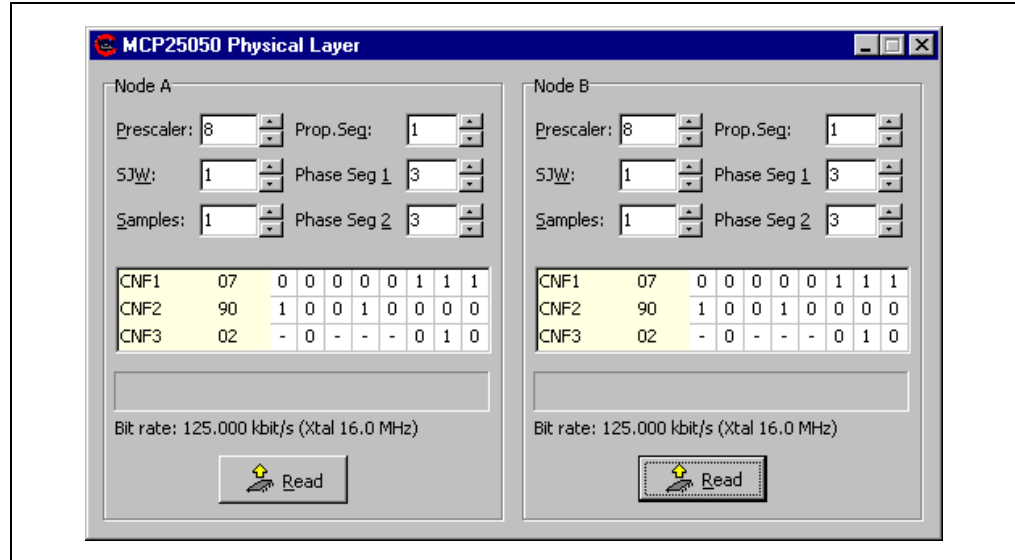 MCP25050 Physical Layer
Node A
Prescaler: 8 Prop.Seg: 1
SJW: 1 Phase Seg 1 3
Samples: 1 Phase Seg 2 3
CNF1 07 0 0 0 0 0 1 1 1
CNF2 90 1 0 0 1 0 0 0 0
CNF3 02 - 0 - - - 0 1 0
Bit rate: 125.000 kbit/s (Xtal 16.0 MHz)
Read
Node B
Prescaler: 8 Prop.Seg: 1
SJW: 1 Phase Seg 1 3
Samples: 1 Phase Seg 2 3
CNF1 07 0 0 0 0 0 1 1 1
CNF2 90 1 0 0 1 0 0 0 0
CNF3 02 - 0 - - - 0 1 0
Bit rate: 125.000 kbit/s (Xtal 16.0 MHz)
Read